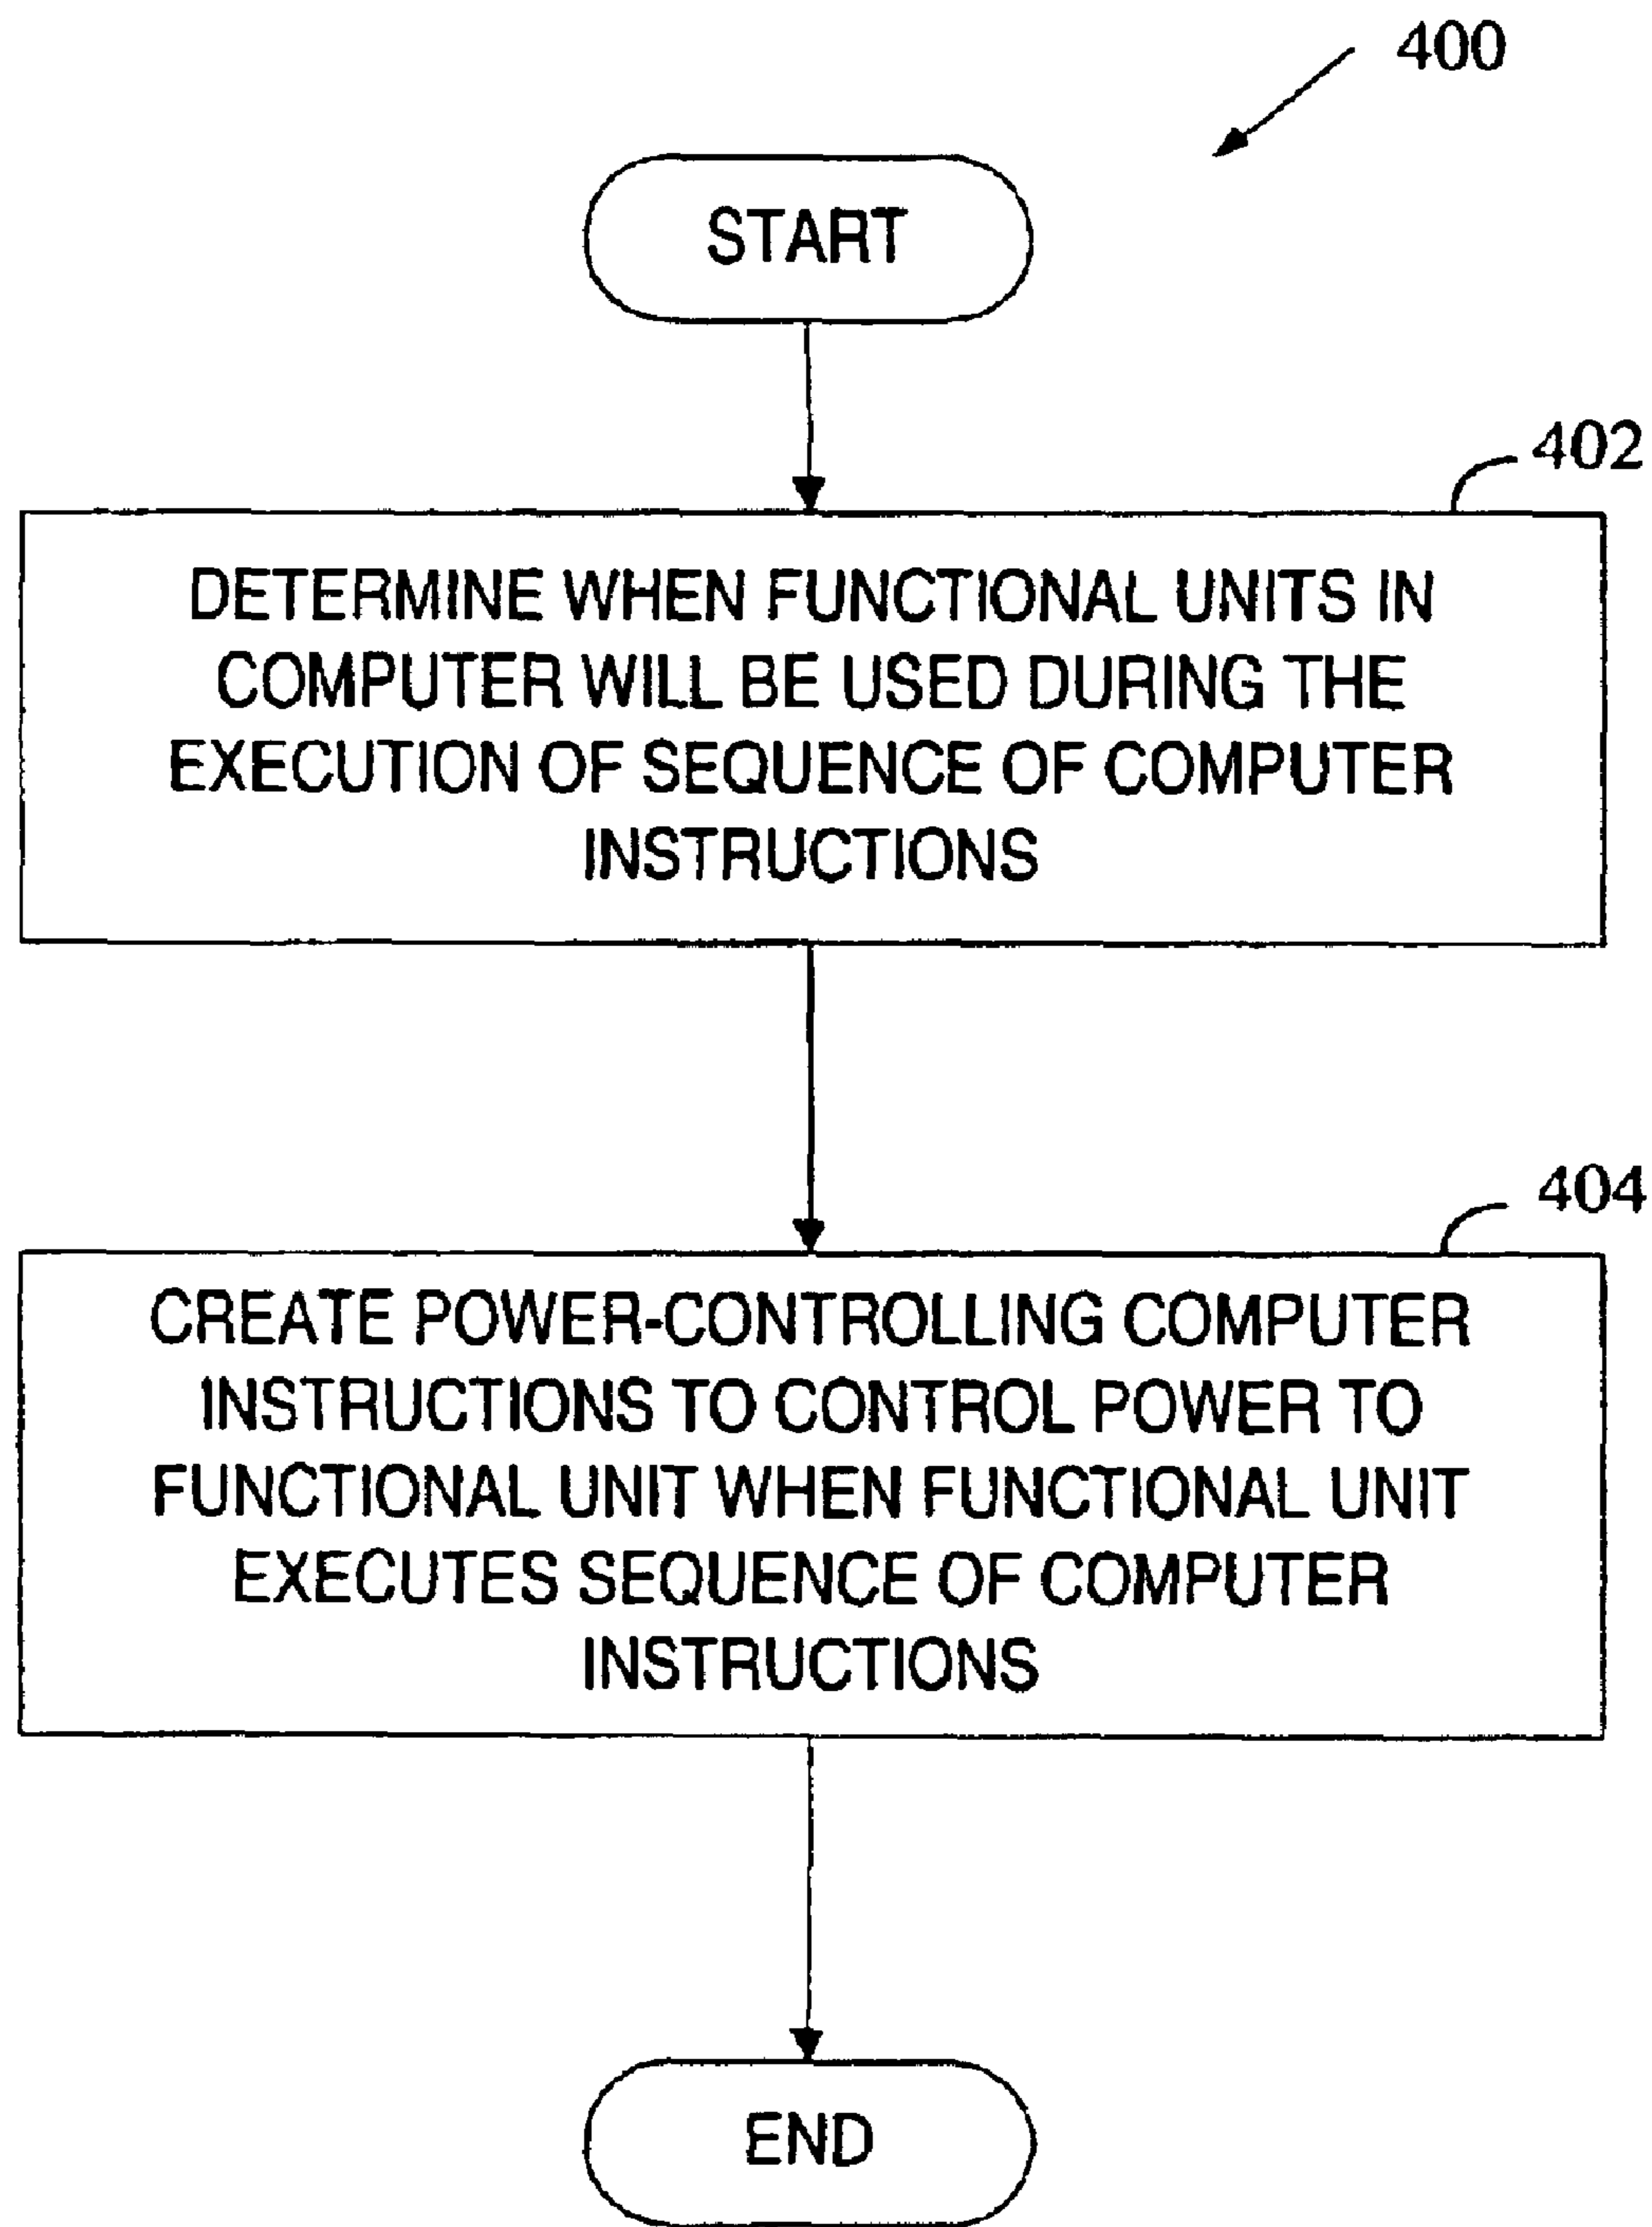 400
START
402
DETERMINE WHEN FUNCTIONAL UNITS IN
COMPUTER WILL BE USED DURING THE
EXECUTION OF SEQUENCE OF COMPUTER
INSTRUCTIONS
404
CREATE POWER-CONTROLLING COMPUTER
INSTRUCTIONS TO CONTROL POWER TO
FUNCTIONAL UNIT WHEN FUNCTIONAL UNIT
EXECUTES SEQUENCE OF COMPUTER
INSTRUCTIONS
END